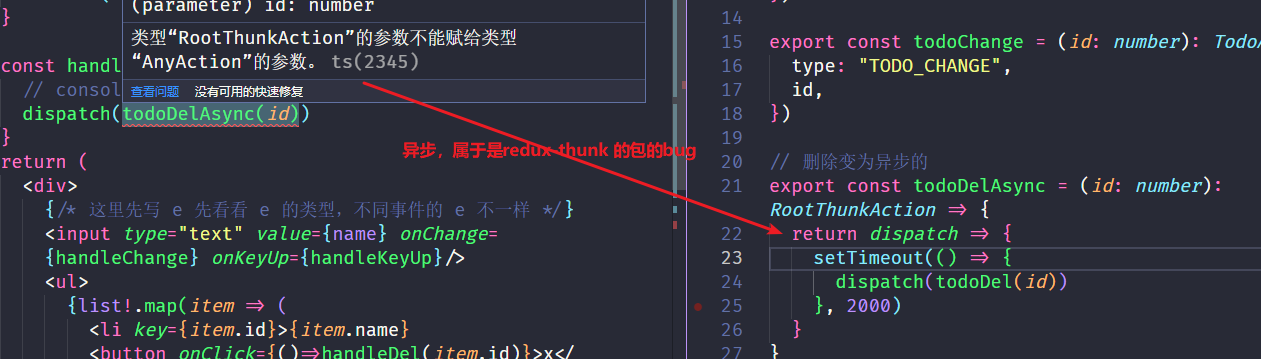 (parameter) id: number
}
类型“RootThunkAction”的参数不能赋给类型
“AnyAction”的参数。 ts(2345)
const handl
// consol
查看问题 没有可用的快速修复
dispatch(todoDelAsync(id))
}
return (
<div>
{/* 这里先写 e 先看看 e 的类型，不同事件的 e 不一样 */}
<input type="text" value={name} onChange=
{handleChange} onKeyUp={handleKeyUp}/>
<ul>
{list!.map(item => (
<li key={item.id}>{item.name}
<button onClick={()=>handleDel(item.id)}>x</
异步，属于是redux-thunk 的包的bug
14
15 export const todoChange = (id: number): TodoA
16 type: "TODO_CHANGE",
17 id,
18 })
19
20 // 删除变为异步的
21 export const todoDelAsync = (id: number):
RootThunkAction => {
22 return dispatch => {
23 setTimeout(() => {
24 dispatch(todoDel(id))
25 }, 2000)
26 }
27 }